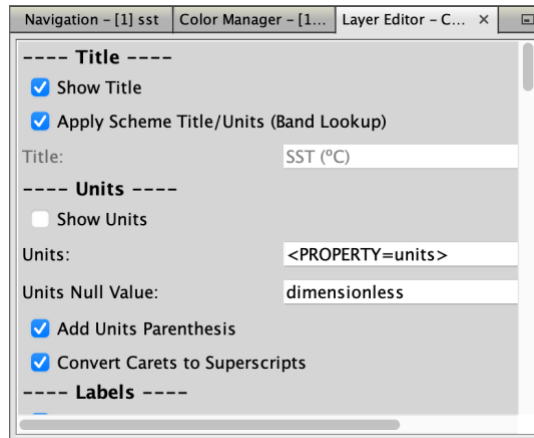 Navigation – [1] sst Color Manager – [1... Layer Editor – C... ×
---- Title ----
Show Title
Apply Scheme Title/Units (Band Lookup)
Title: SST (ºC)
---- Units ----
Show Units
Units: <PROPERTY=units>
Units Null Value: dimensionless
Add Units Parenthesis
Convert Carets to Superscripts
---- Labels ----